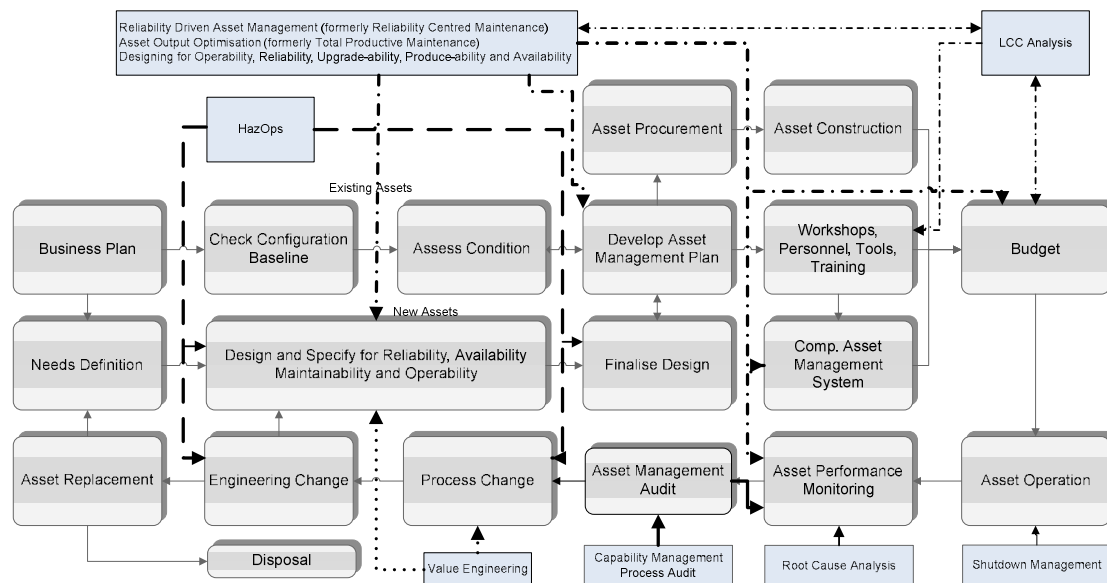 Reliability Driven Asset Management (formerly Reliability Centred Maintenance)
Asset Output Optimisation (formerly Total Productive Maintenance)
Designing for Operability, Reliability, Upgrade-ability, Produce-ability and Availability
LCC Analysis
HazOps
Asset Procurement
Asset Construction
Existing Assets
Business Plan
Check Configuration
Baseline
Assess Condition
Develop Asset
Management Plan
Workshops,
Personnel, Tools,
Training
Budget
New Assets
Needs Definition
Design and Specify for Reliability, Availability
Maintainability and Operability
Finalise Design
Comp. Asset
Management
System
Asset Replacement
Engineering Change
Process Change
Asset Management
Audit
Asset Performance
Monitoring
Asset Operation
Disposal
Value Engineering
Capability Management
Process Audit
Root Cause Analysis
Shutdown Management